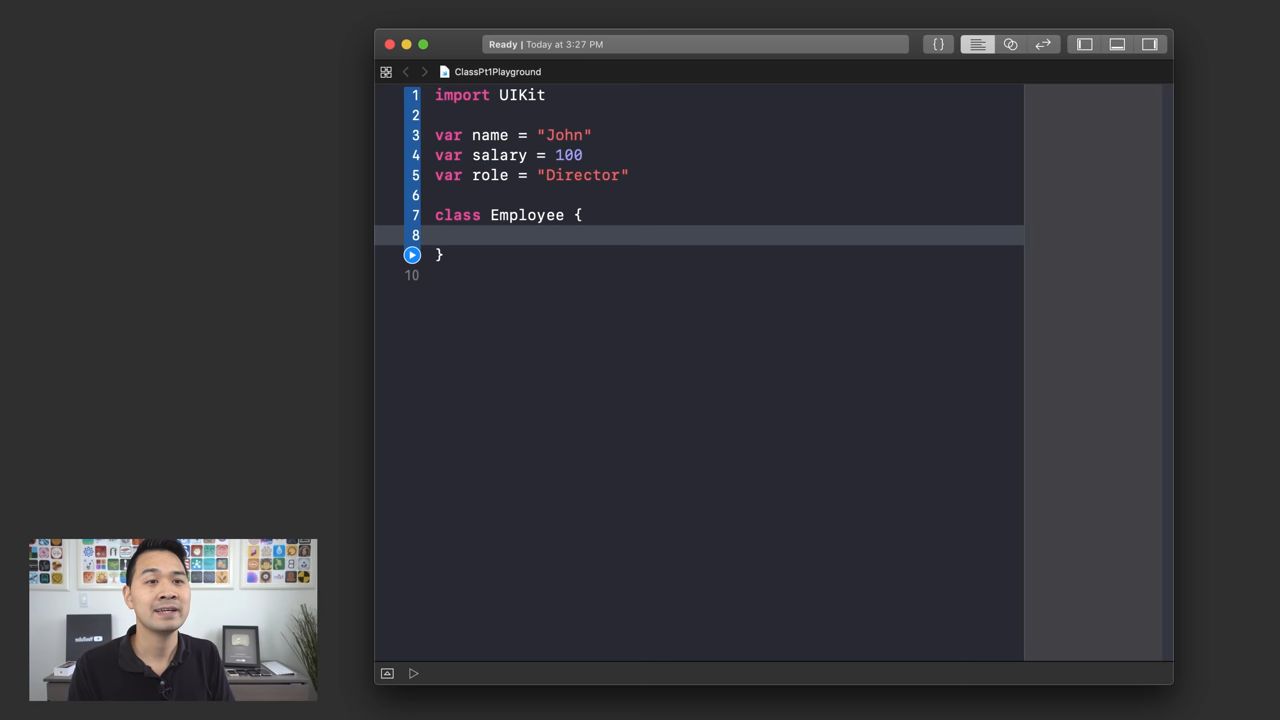 Ready | Today at 3:27 PM
ClassPt1Playground
1 import UIKit
2
3 var name = "John"
4 var salary = 100
5 var role = "Director"
6
7 class Employee {
8
}
10
YouTube